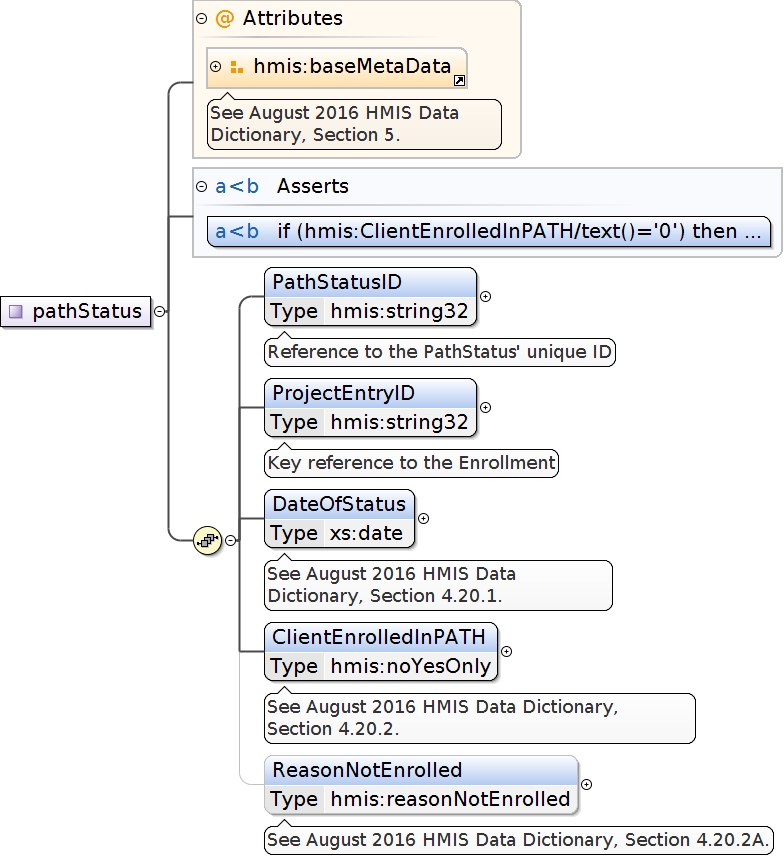 @ Attributes
hmis:baseMetaData
See August 2016 HMIS Data
Dictionary, Section 5.
a<b Asserts
a<b if (hmis:ClientEnrolledInPATH/text()='0') then ...
pathStatus
PathStatusID
Type hmis:string32
Reference to the PathStatus' unique ID
ProjectEntryID
Type hmis:string32
Key reference to the Enrollment
DateOfStatus
Type xs:date
See August 2016 HMIS Data
Dictionary, Section 4.20.1.
ClientEnrolledInPATH
Type hmis:noYesOnly
See August 2016 HMIS Data Dictionary,
Section 4.20.2.
ReasonNotEnrolled
Type hmis:reasonNotEnrolled
See August 2016 HMIS Data Dictionary, Section 4.20.2A.